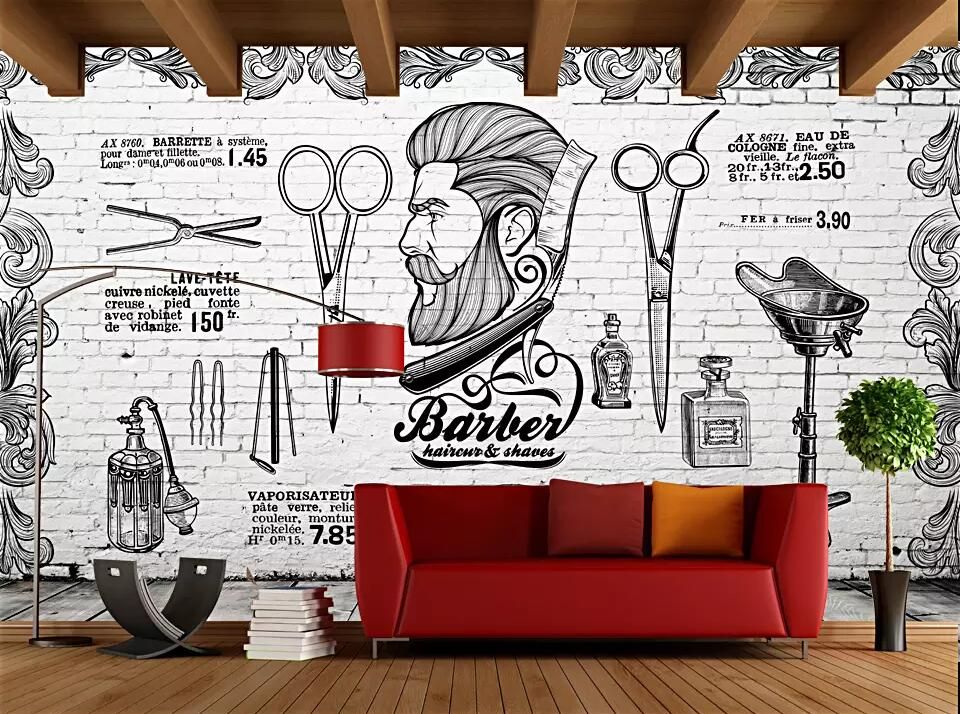 AX 8760. BARRETTE à système,
pour dame et fillette.
Longrs : 0m04,0m06 ou 0m08. 1.45
AX 8671. EAU DE
COLOGNE fine, extra
vieille. Le flacon.
20 fr., 13 fr.,
8 fr., 5 fr. et 2.50
FER à friser 3,90
Prix
LAVE-TÊTE
cuivre nickelé, cuvette
creuse, pied fonte
avec robinet 150 fr.
de vidange.
Barber
haircur & shaves
VAPORISATEUR
pâte verre, relie
couleur, montur
nickelée.
Hr 0m15. 7.85